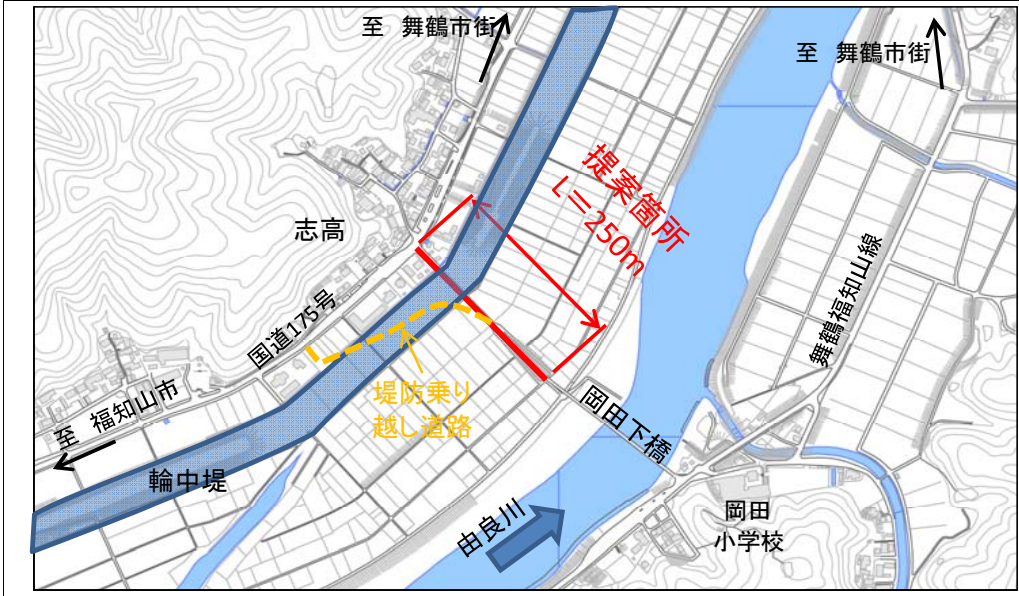 至 舞鶴市街
至 舞鶴市街
提案箇所
L=250m
志高
国道175号
舞鶴福知山線
堤防乗り
越し道路
至 福知山市
岡田下橋
輪中堤
由良川
岡田
小学校